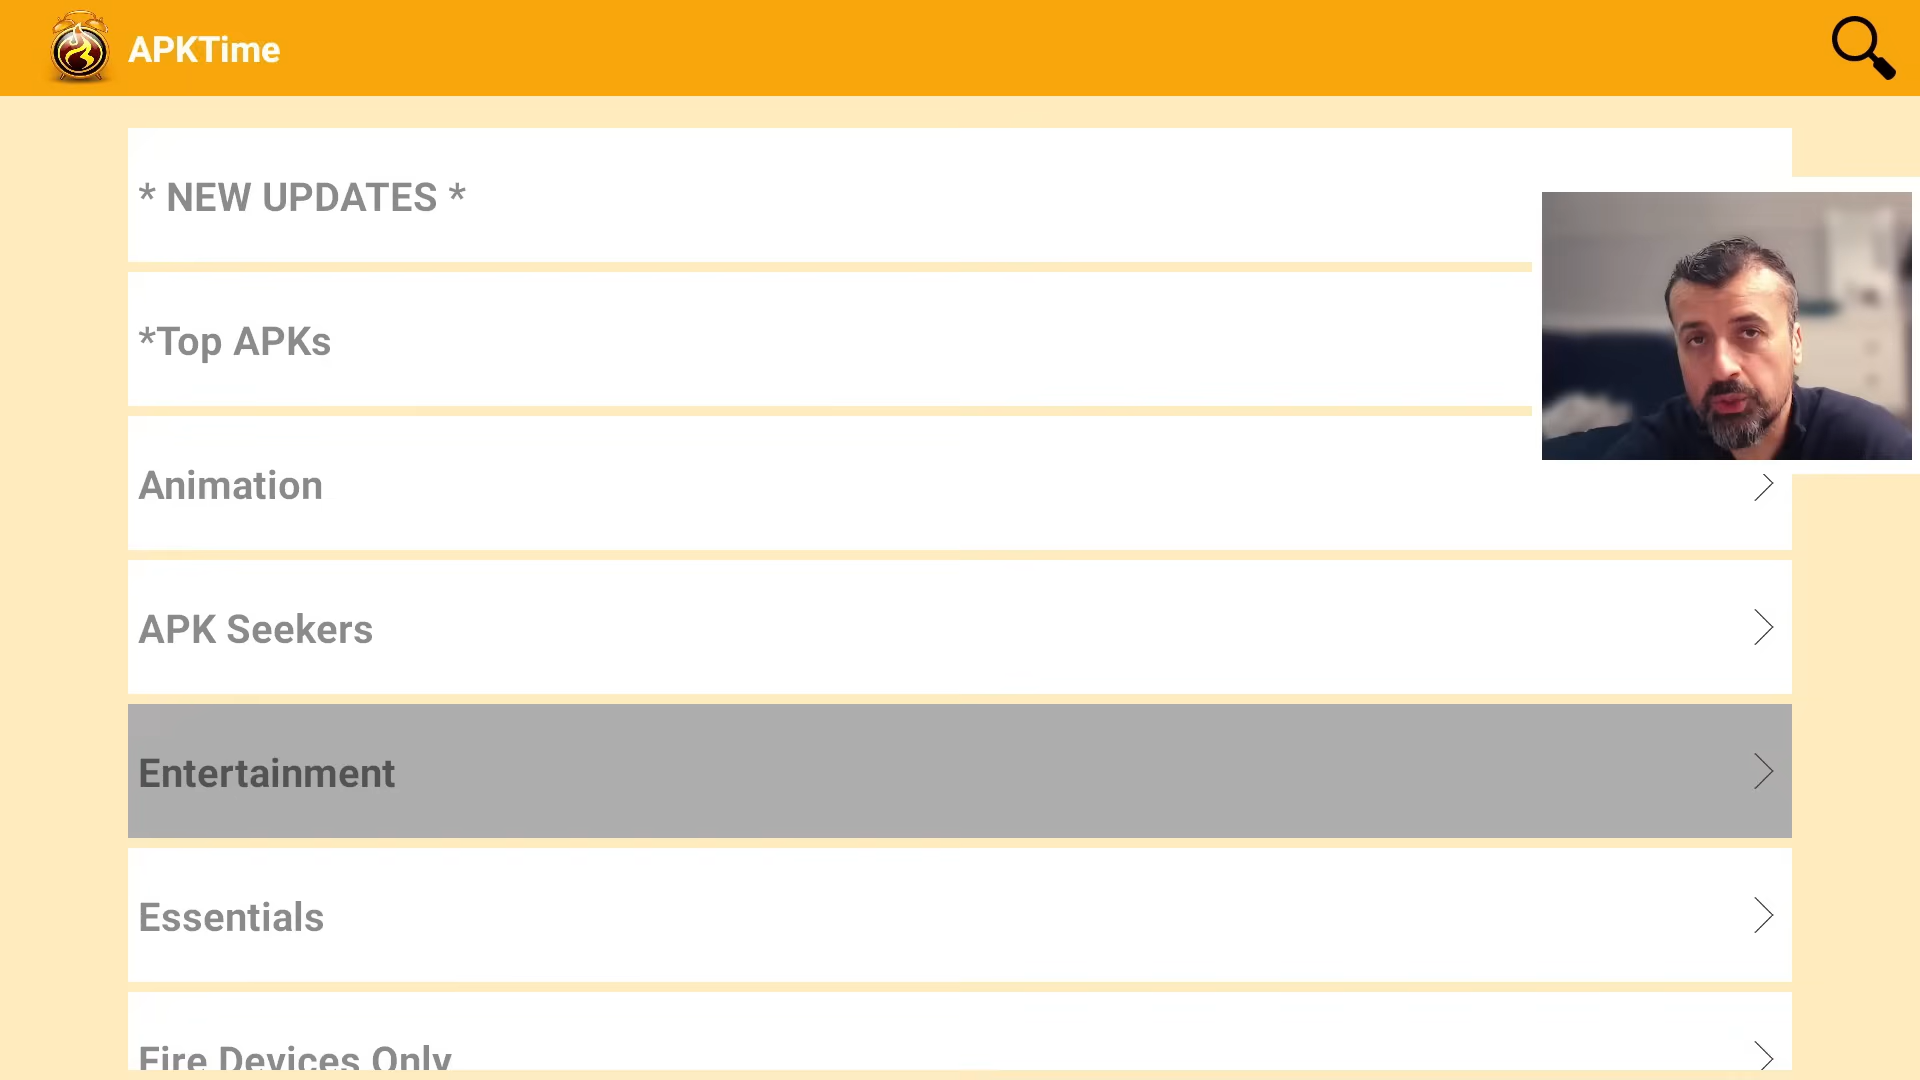 APKTime
* NEW UPDATES *
*Top APKs
Animation
APK Seekers
Entertainment
Essentials
Fire Devices Only